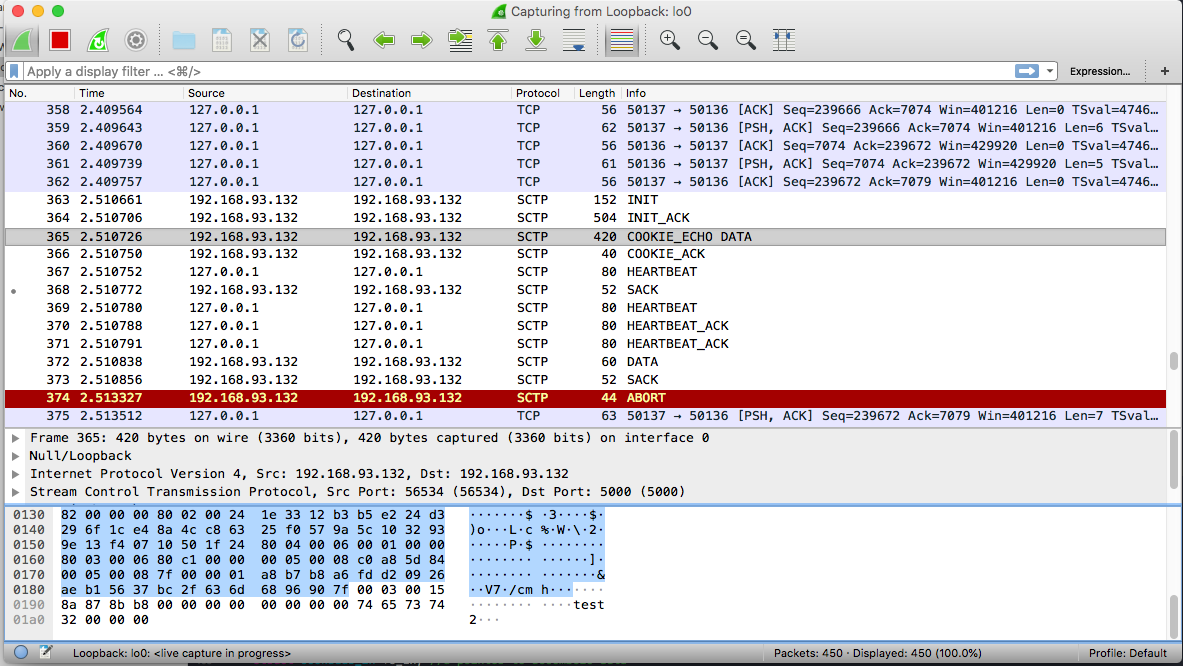 Capturing from Loopback: lo0
Apply a display filter ... <⌘/>
Expression...
+
No. Time Source Destination Protocol Length Info
358 2.409564 127.0.0.1 127.0.0.1 TCP 56 50137 → 50136 [ACK] Seq=239666 Ack=7074 Win=401216 Len=0 TSval=4746…
359 2.409643 127.0.0.1 127.0.0.1 TCP 62 50137 → 50136 [PSH, ACK] Seq=239666 Ack=7074 Win=401216 Len=6 TSval…
360 2.409670 127.0.0.1 127.0.0.1 TCP 56 50136 → 50137 [ACK] Seq=7074 Ack=239672 Win=429920 Len=0 TSval=4746…
361 2.409739 127.0.0.1 127.0.0.1 TCP 61 50136 → 50137 [PSH, ACK] Seq=7074 Ack=239672 Win=429920 Len=5 TSval…
362 2.409757 127.0.0.1 127.0.0.1 TCP 56 50137 → 50136 [ACK] Seq=239672 Ack=7079 Win=401216 Len=0 TSval=4746…
363 2.510661 192.168.93.132 192.168.93.132 SCTP 152 INIT
364 2.510706 192.168.93.132 192.168.93.132 SCTP 504 INIT_ACK
365 2.510726 192.168.93.132 192.168.93.132 SCTP 420 COOKIE_ECHO DATA
366 2.510750 192.168.93.132 192.168.93.132 SCTP 40 COOKIE_ACK
367 2.510752 127.0.0.1 127.0.0.1 SCTP 80 HEARTBEAT
368 2.510772 192.168.93.132 192.168.93.132 SCTP 52 SACK
369 2.510780 127.0.0.1 127.0.0.1 SCTP 80 HEARTBEAT
370 2.510788 127.0.0.1 127.0.0.1 SCTP 80 HEARTBEAT_ACK
371 2.510791 127.0.0.1 127.0.0.1 SCTP 80 HEARTBEAT_ACK
372 2.510838 192.168.93.132 192.168.93.132 SCTP 60 DATA
373 2.510856 192.168.93.132 192.168.93.132 SCTP 52 SACK
374 2.513327 192.168.93.132 192.168.93.132 SCTP 44 ABORT
375 2.513512 127.0.0.1 127.0.0.1 TCP 63 50137 → 50136 [PSH, ACK] Seq=239672 Ack=7079 Win=401216 Len=7 TSval…
Frame 365: 420 bytes on wire (3360 bits), 420 bytes captured (3360 bits) on interface 0
Null/Loopback
Internet Protocol Version 4, Src: 192.168.93.132, Dst: 192.168.93.132
Stream Control Transmission Protocol, Src Port: 56534 (56534), Dst Port: 5000 (5000)
0130 82 00 00 00 80 02 00 24 1e 33 12 b3 b5 e2 24 d3 ·······$ ·3····$·
0140 29 6f 1c e4 8a 4c c8 63 25 f0 57 9a 5c 10 32 93 )o···L·c %·W·\·2·
0150 9e 13 f4 07 10 50 1f 24 80 04 00 06 00 01 00 00 ·····P·$ ········
0160 80 03 00 06 80 c1 00 00 00 05 00 08 c0 a8 5d 84 ········ ······]·
0170 00 05 00 08 7f 00 00 01 a8 b7 b8 a6 fd d2 09 26 ········ ·······&
0180 ae b1 56 37 bc 2f 63 6d 68 96 90 7f 00 03 00 15 ··V7·/cm h·······
0190 8a 87 8b b8 00 00 00 00 00 00 00 00 74 65 73 74 ········ ····test
01a0 32 00 00 00 2···
Loopback: lo0: <live capture in progress> Packets: 450 · Displayed: 450 (100.0%) Profile: Default